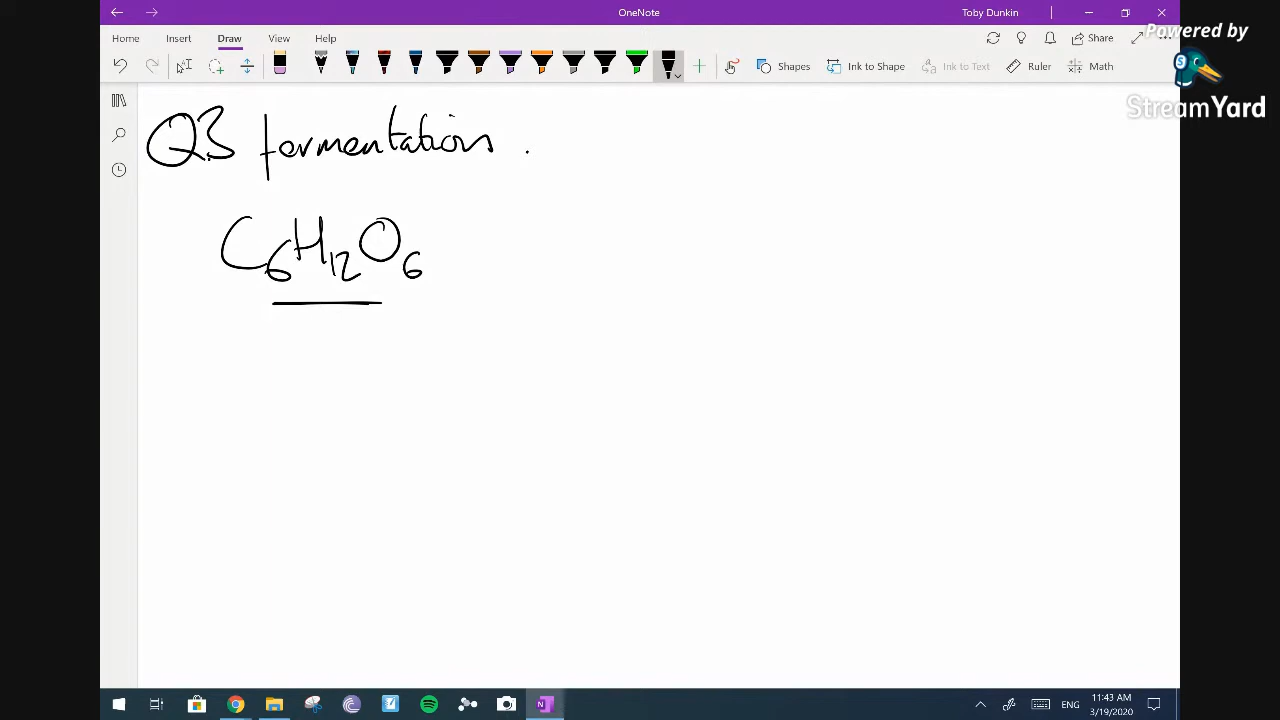 OneNote
Toby Dunkin
Powered by
StreamYard
Home
Insert
Draw
View
Help
Share
Shapes
Ink to Shape
Ink to Text
Ruler
Math
Q3 fermentations .
C₆H₁₂O₆
ENG
11:43 AM
3/19/2020